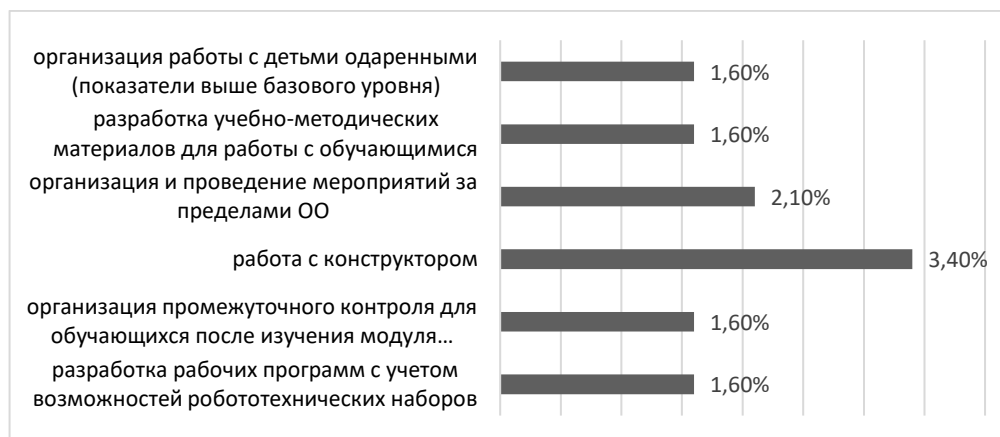 организация работы с детьми одаренными
(показатели выше базового уровня)
1,60%
разработка учебно-методических
материалов для работы с обучающимися
1,60%
организация и проведение мероприятий за
пределами ОО
2,10%
работа с конструктором
3,40%
организация промежуточного контроля для
обучающихся после изучения модуля...
1,60%
разработка рабочих программ с учетом
возможностей робототехнических наборов
1,60%